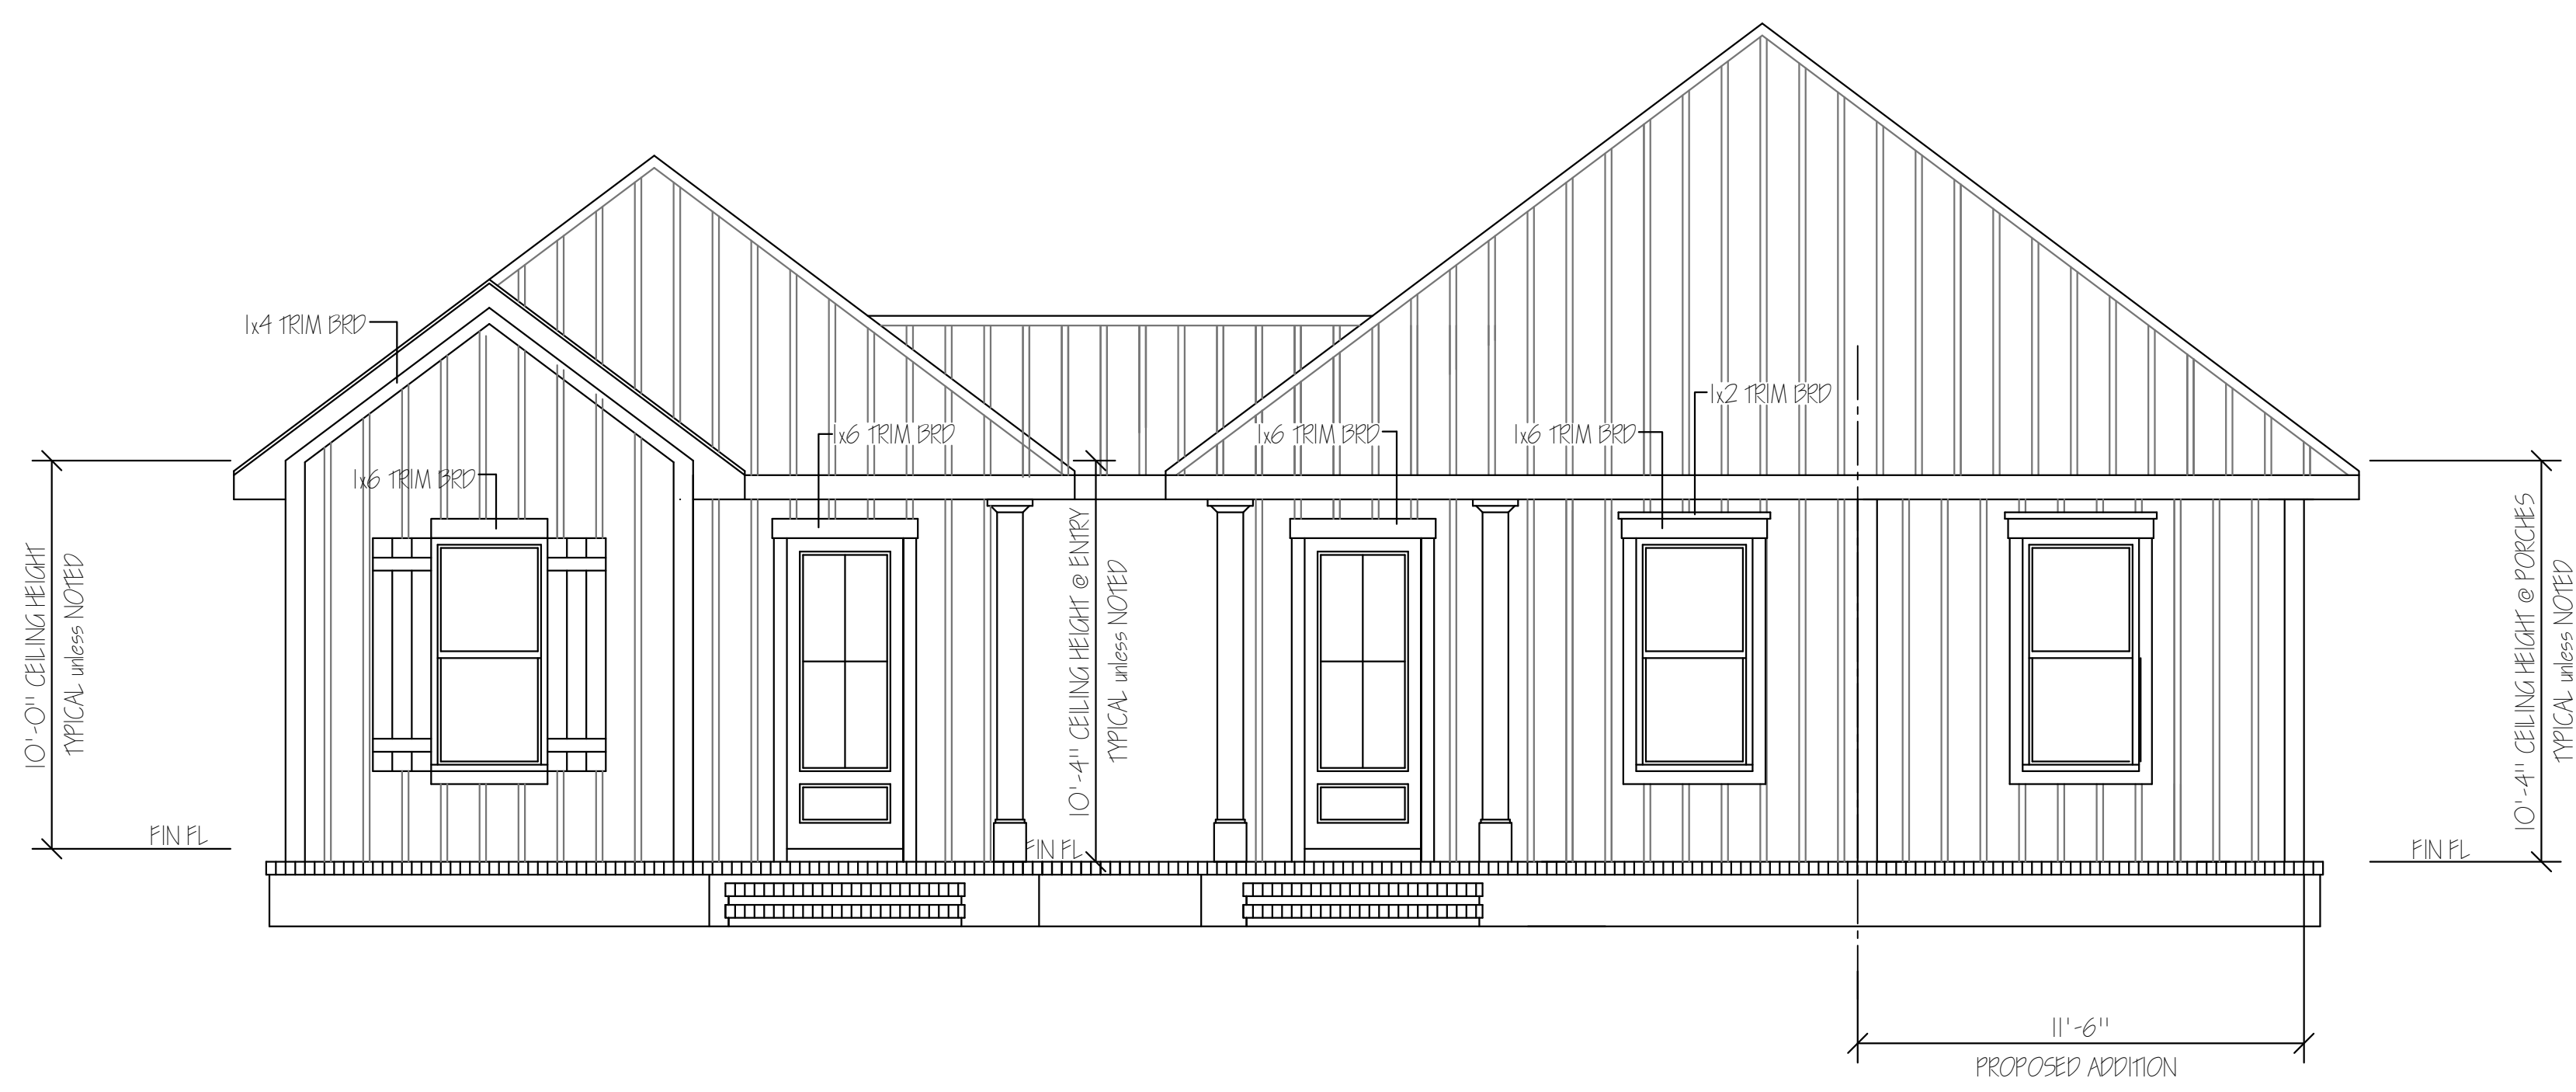 1x4 TRIM BRD
1x2 TRIM BRD
1x6 TRIM BRD
1x6 TRIM BRD
1x6 TRIM BRD
1x6 TRIM BRD
10'-0" CEILING HEIGHT
TYPICAL unless NOTED
10'-4" CEILING HEIGHT @ ENTRY
TYPICAL unless NOTED
10'-4" CEILING HEIGHT @ PORCHES
TYPICAL unless NOTED
FIN FL
FIN FL
FIN FL
11'-6"
PROPOSED ADDITION